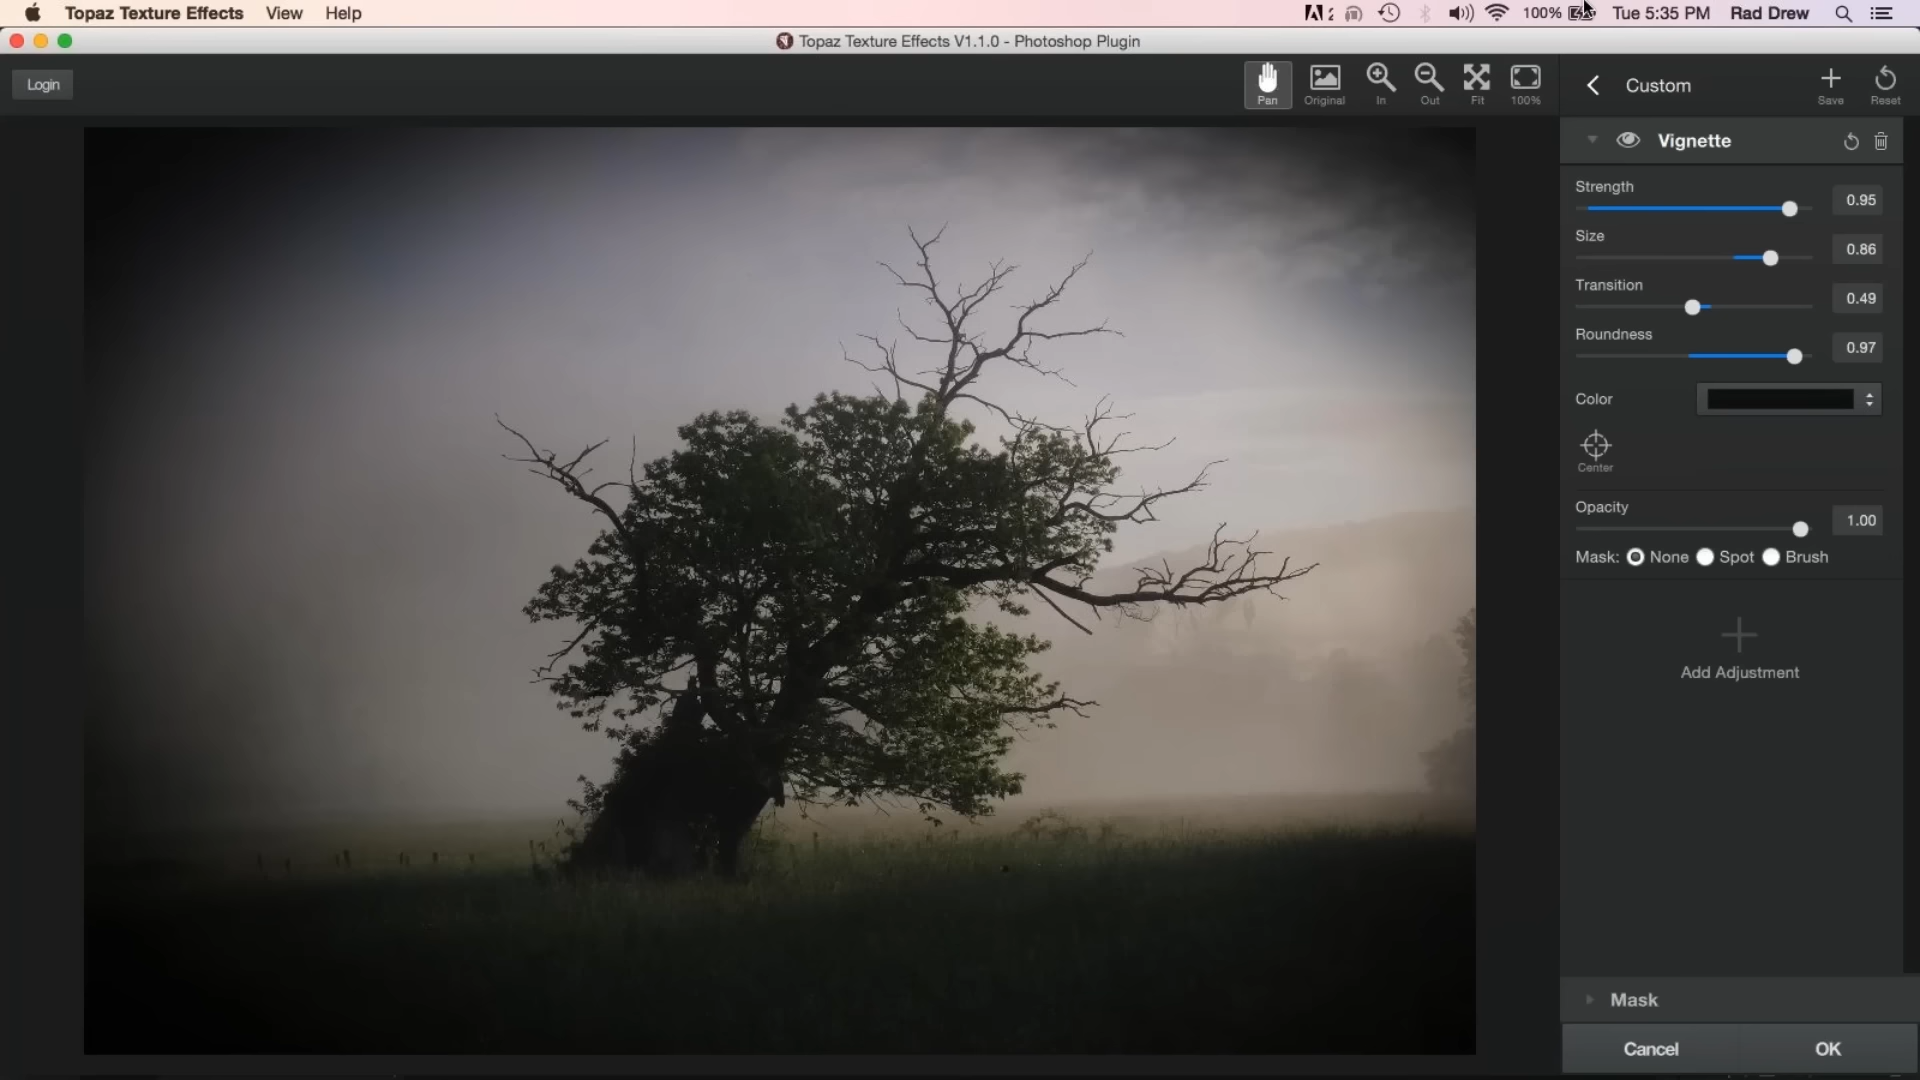 Topaz Texture Effects View Help 2 100% Tue 5:35 PM Rad Drew
Topaz Texture Effects V1.1.0 - Photoshop Plugin
Login Pan Original In Out Fit 100% Custom Save Reset
Vignette
Strength 0.95
Size 0.86
Transition 0.49
Roundness 0.97
Color
Center
Opacity 1.00
Mask: None Spot Brush
Add Adjustment
Mask
Cancel OK